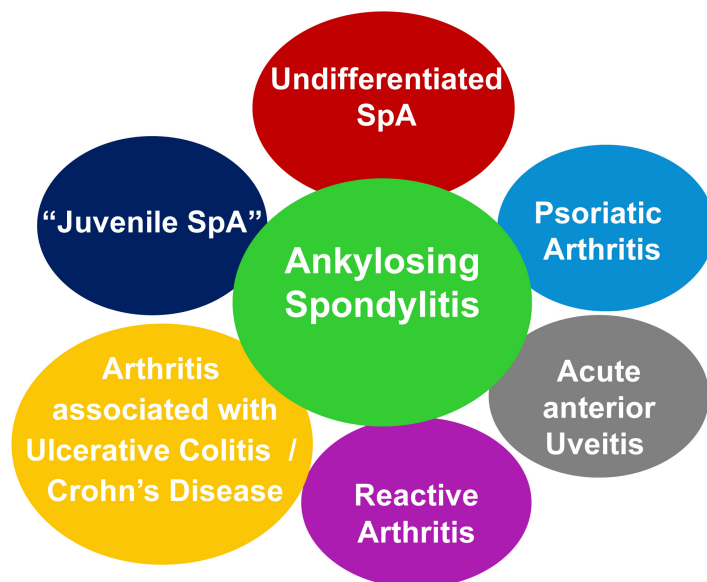 Undifferentiated
SpA
“Juvenile SpA”
Psoriatic
Arthritis
Ankylosing
Spondylitis
Arthritis
associated with
Ulcerative Colitis /
Crohn’s Disease
Acute
anterior
Uveitis
Reactive
Arthritis